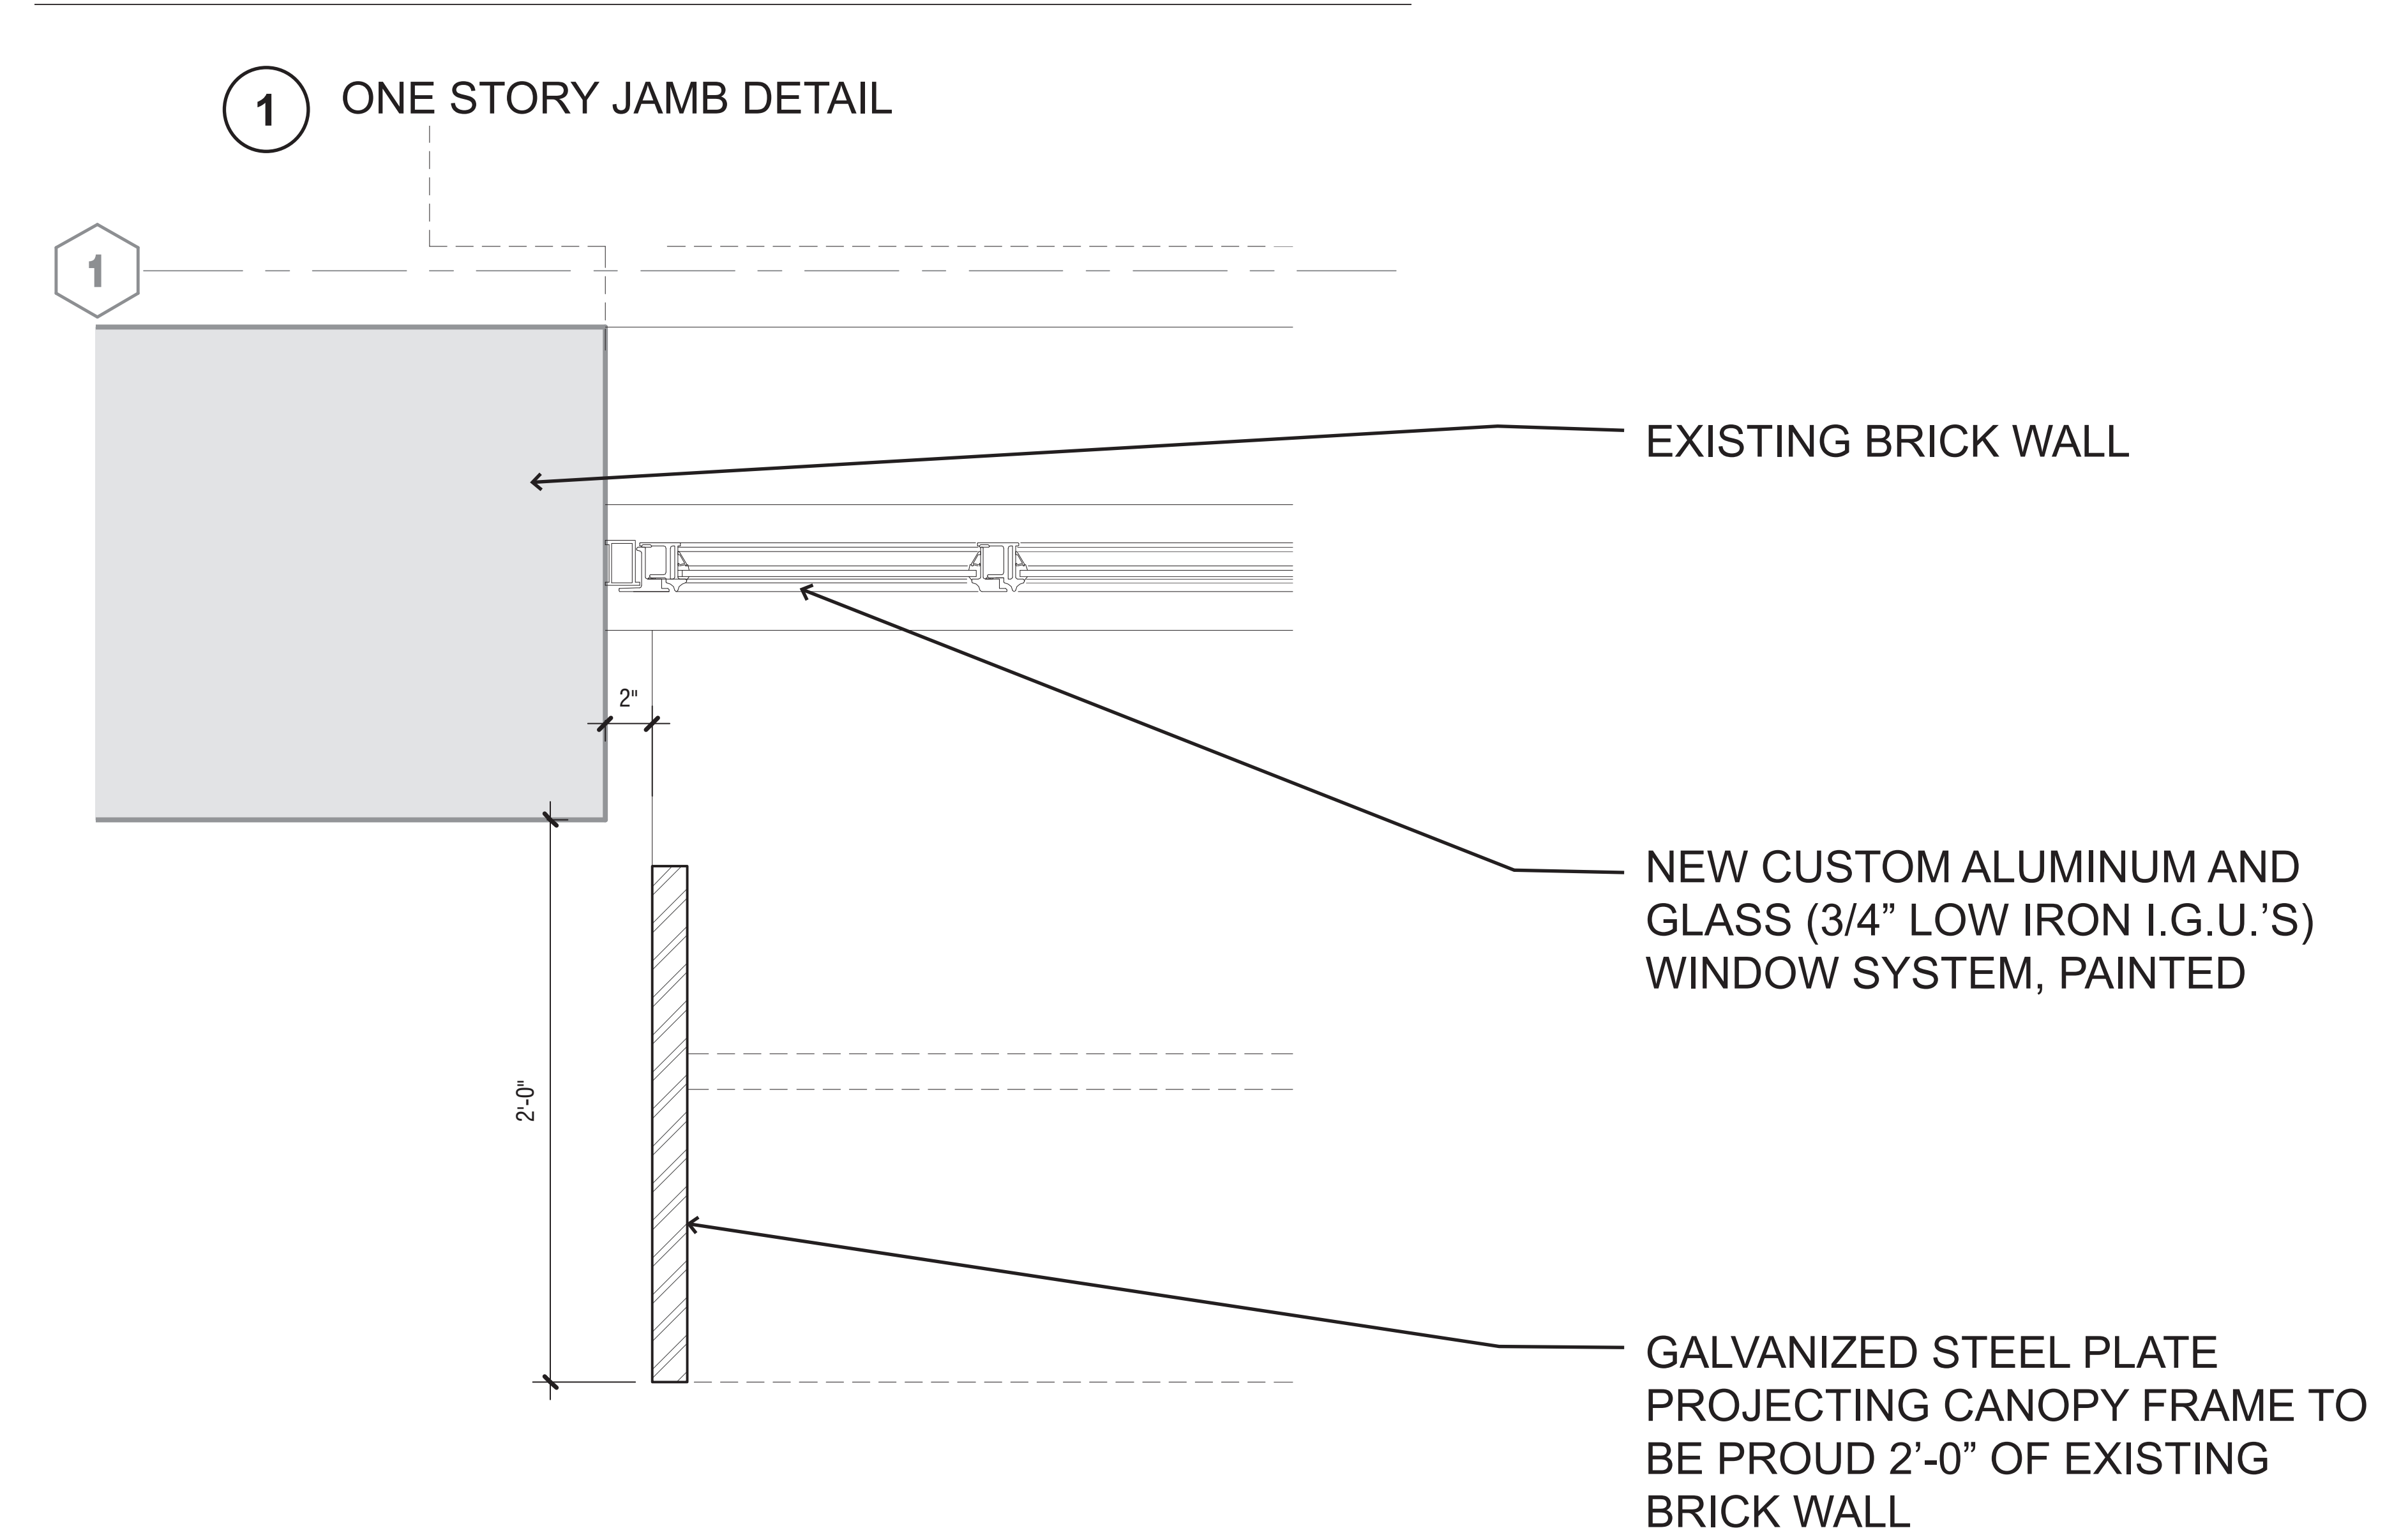 1 ONE STORY JAMB DETAIL
1
EXISTING BRICK WALL
2"
NEW CUSTOM ALUMINUM AND
GLASS (3/4” LOW IRON I.G.U.’S)
WINDOW SYSTEM, PAINTED
2'-0"
GALVANIZED STEEL PLATE
PROJECTING CANOPY FRAME TO
BE PROUD 2’-0” OF EXISTING
BRICK WALL